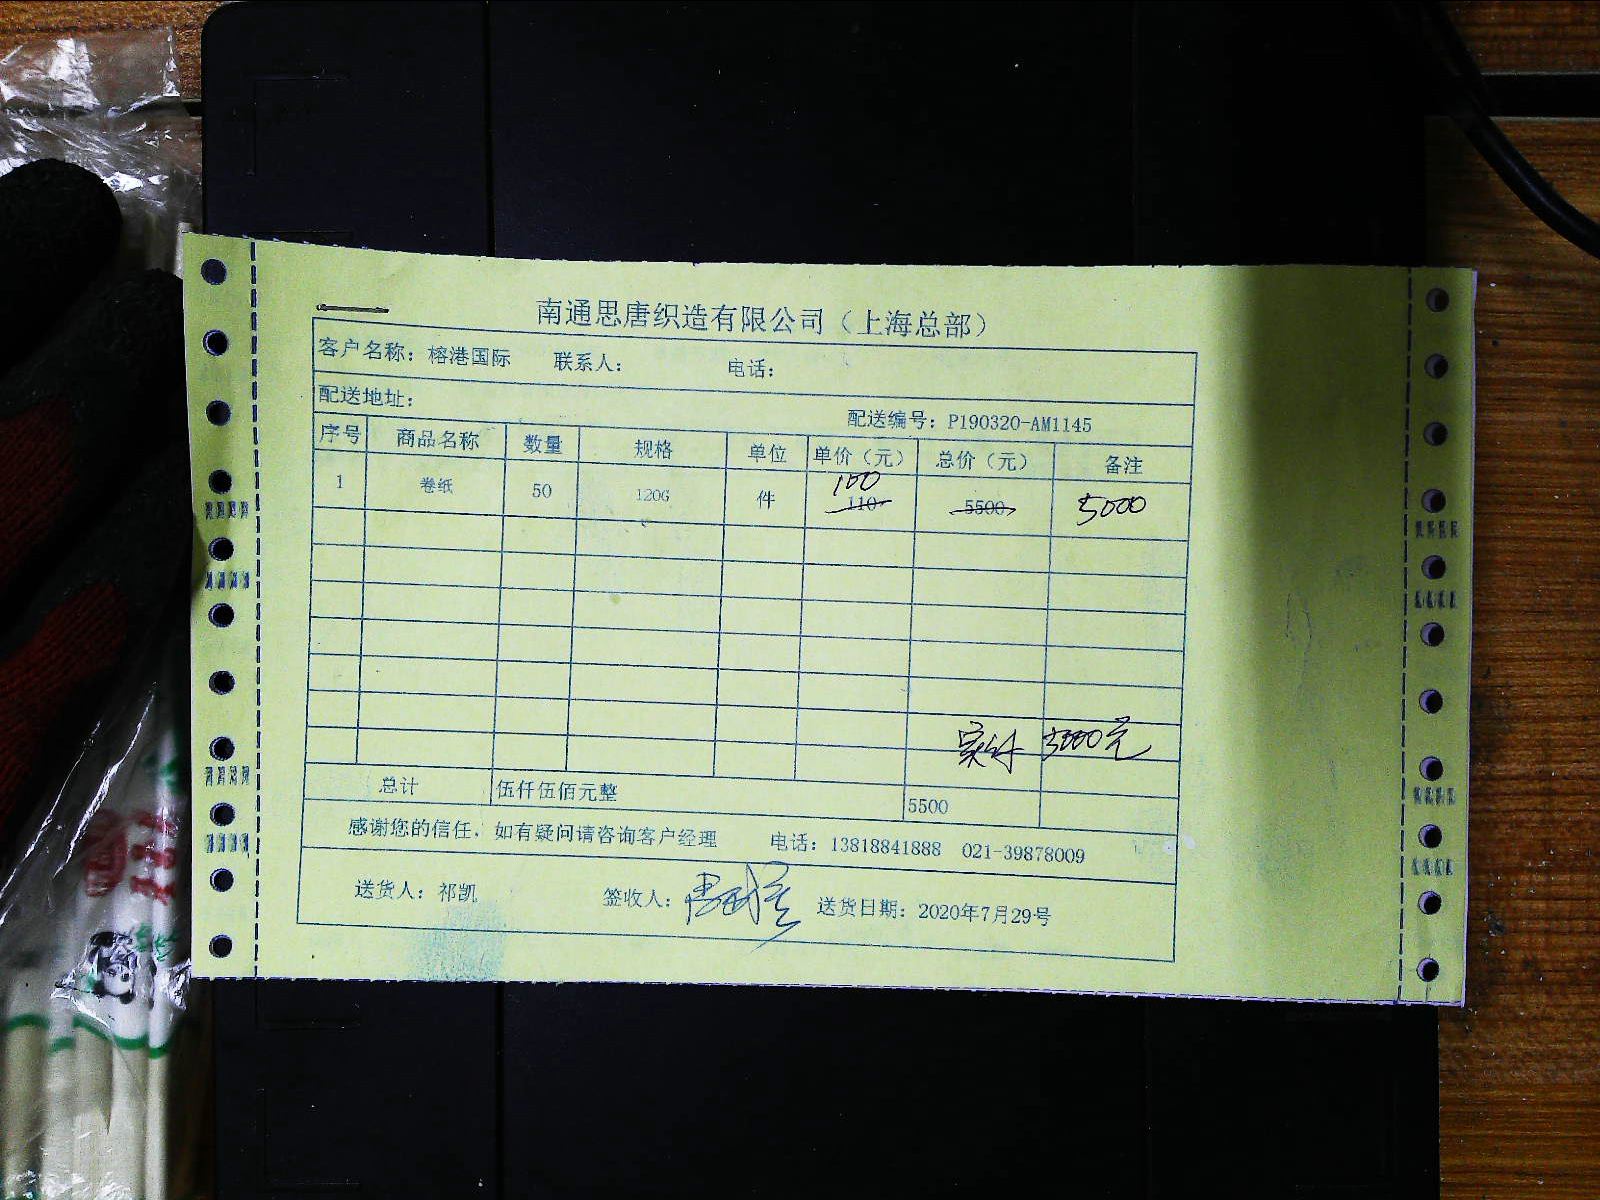 南通思唐织造有限公司（上海总部）
客户名称：榕港国际 联系人： 电话：
配送地址： 配送编号：P190320-AM1145
序号 商品名称 数量 规格 单位 单价（元） 总价（元） 备注
100
1 卷纸 50 120G 件 110 5500 5000
实付 5000元
总计 伍仟伍佰元整 5500
感谢您的信任，如有疑问请咨询客户经理 电话：13818841888 021-39878009
送货人：祁凯 签收人： 送货日期：2020年7月29号